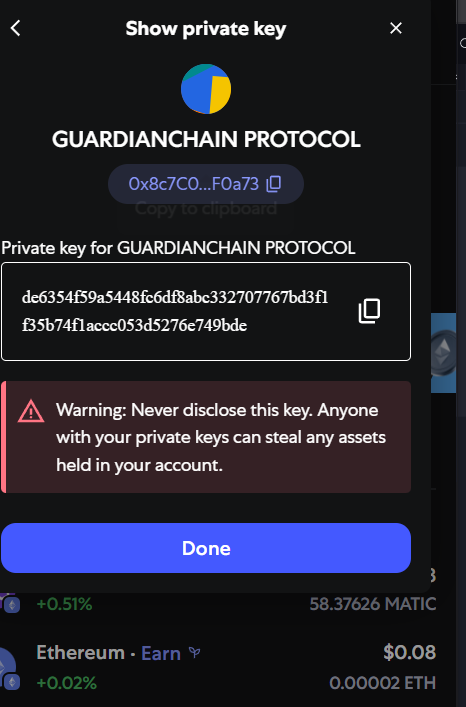 Show private key
GUARDIANCHAIN PROTOCOL
0x8c7C0...F0a73
Copy to clipboard
Private key for GUARDIANCHAIN PROTOCOL
de6354f59a5448fc6df8abc332707767bd3f1
f35b74f1accc053d5276e749bde
Warning: Never disclose this key. Anyone
with your private keys can steal any assets
held in your account.
Done
+0.51% 58.37626 MATIC
Ethereum · Earn $0.08
+0.02% 0.00002 ETH